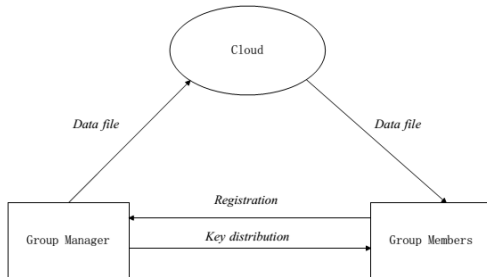 Cloud
Data file
Data file
Registration
Group Manager
Key distribution
Group Members